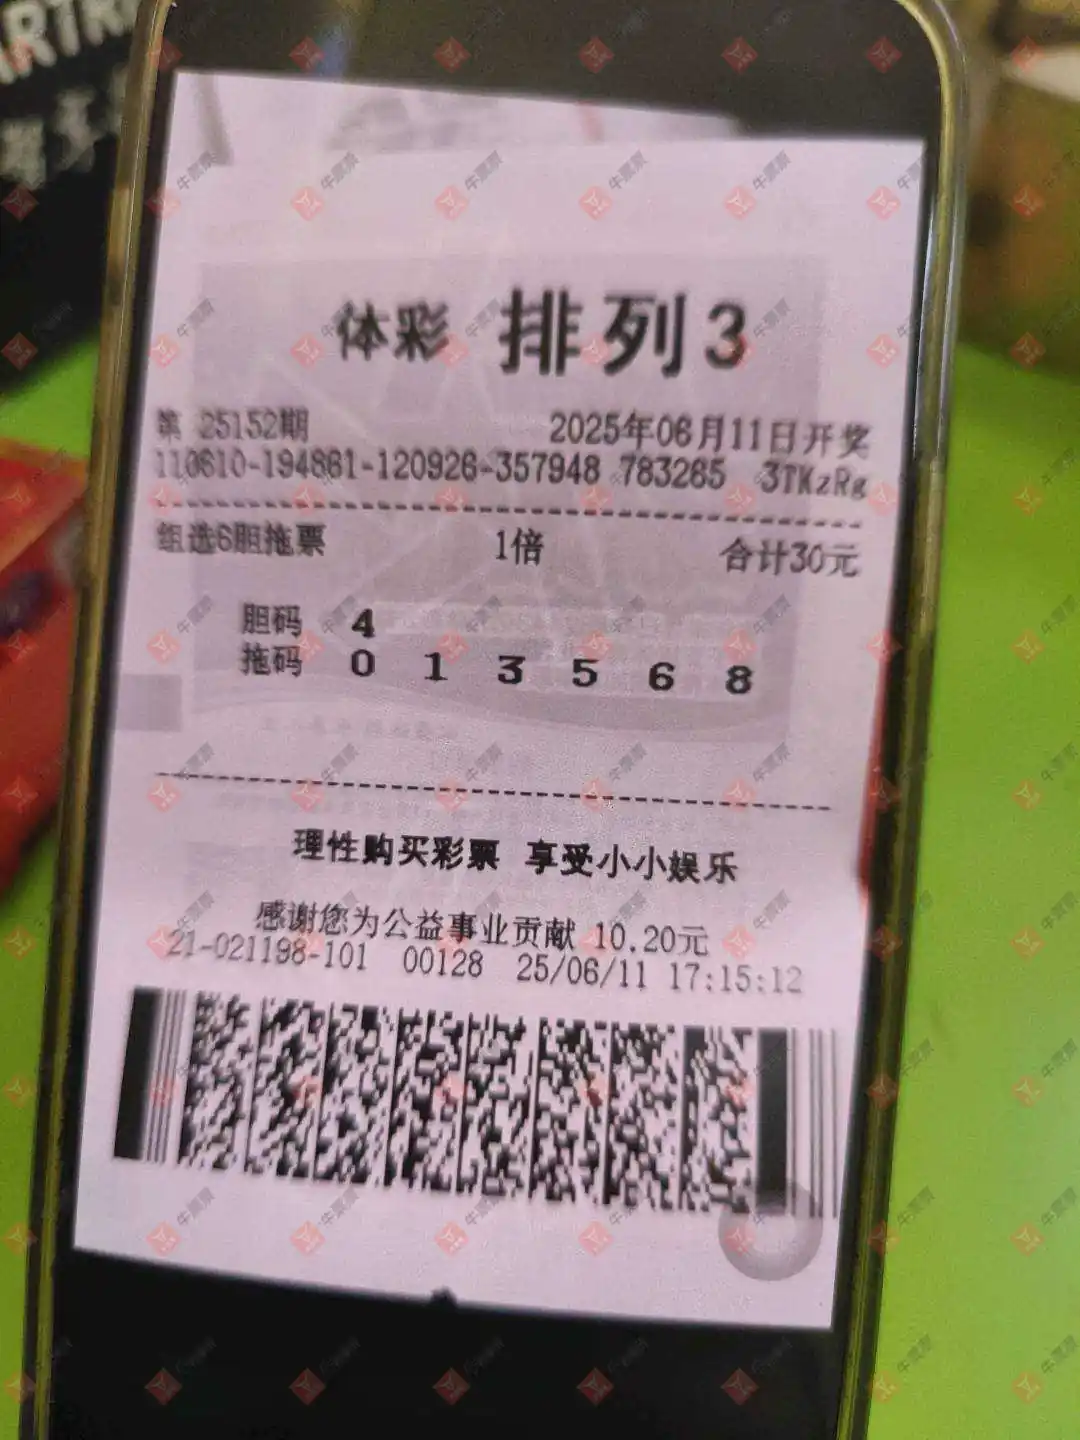 体彩 排列3
第 25152期 2025年06月11日开奖
110610-194861-120926-357948 783265 3TKzRg
组选6胆拖票 1倍 合计30元
胆码 4
拖码 0 1 3 5 6 8
理性购买彩票 享受小小娱乐
感谢您为公益事业贡献 10.20元
21-021198-101 00128 25/06/11 17:15:12
牛票票